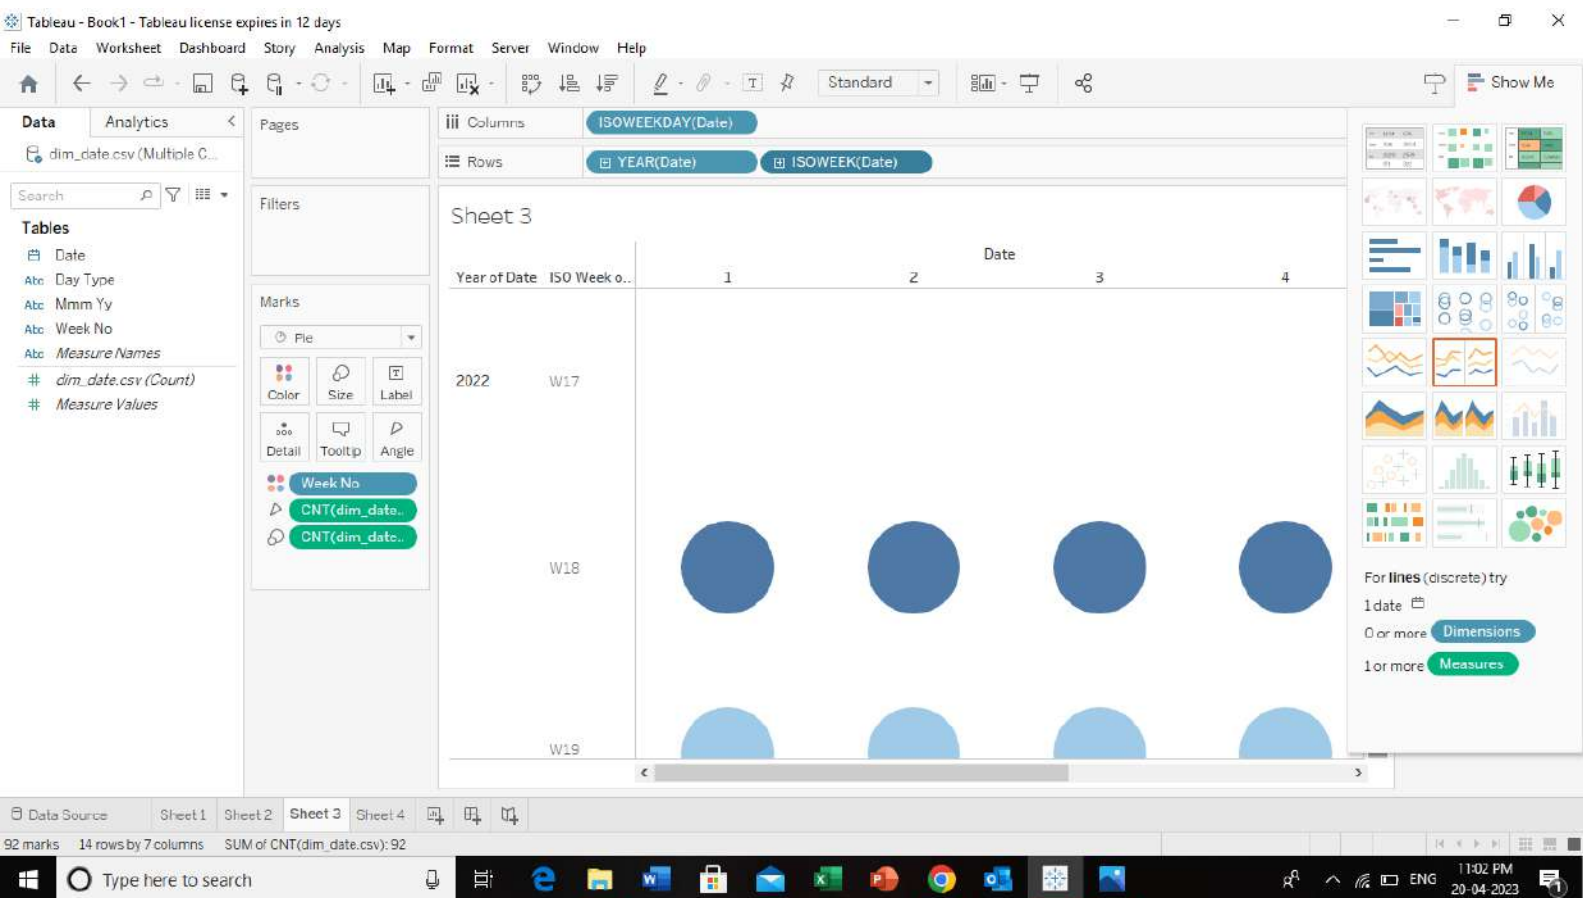 Tableau - Book1 - Tableau license expires in 12 days
File Data Worksheet Dashboard Story Analysis Map Format Server Window Help
Standard
Show Me
Data Analytics
dim_date.csv (Multiple C...
Search
Tables
Date
Abc Day Type
Abc Mmm Yy
Abc Week No
Abc Measure Names
# dim_date.csv (Count)
# Measure Values
Pages
Filters
Marks
Pie
Color Size Label
Detail Tooltip Angle
Week No
CNT(dim_date..
CNT(dim_date..
Columns ISOWEEKDAY(Date)
Rows YEAR(Date) ISOWEEK(Date)
Sheet 3
Date
Year of Date ISO Week o.. 1 2 3 4
2022 W17
W18
W19
For lines (discrete) try
1 date
0 or more Dimensions
1 or more Measures
Data Source Sheet 1 Sheet 2 Sheet 3 Sheet 4
92 marks 14 rows by 7 columns SUM of CNT(dim_date.csv): 92
Type here to search
ENG
11:02 PM
20-04-2023
1